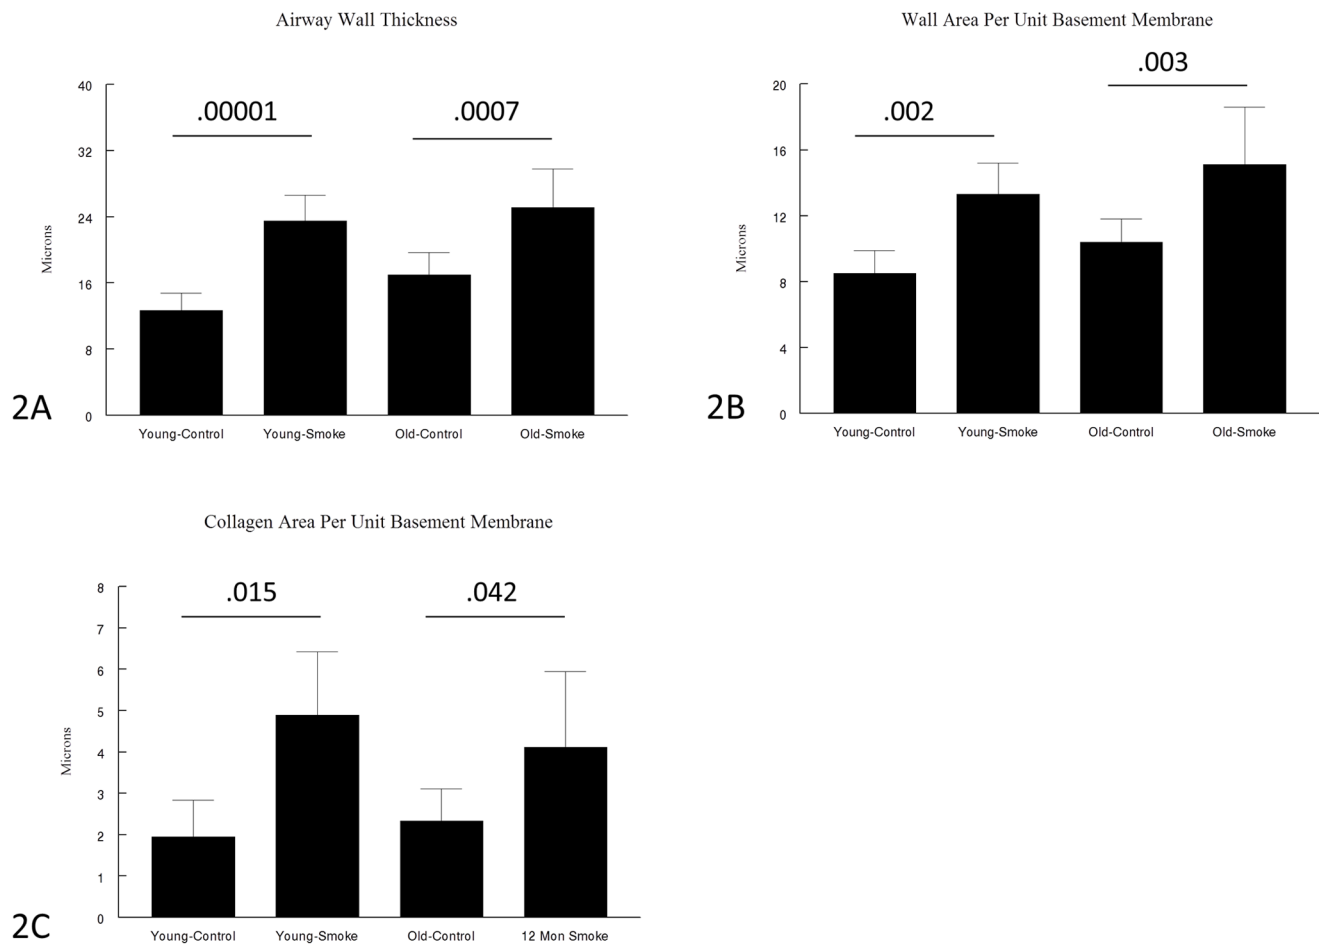 Airway Wall Thickness
40
32
24
16
8
0
Microns
.00001
.0007
Young-Control
Young-Smoke
Old-Control
Old-Smoke
2A
Wall Area Per Unit Basement Membrane
20
16
12
8
4
0
Microns
.002
.003
Young-Control
Young-Smoke
Old-Control
Old-Smoke
2B
Collagen Area Per Unit Basement Membrane
8
7
6
5
4
3
2
1
0
Microns
.015
.042
Young-Control
Young-Smoke
Old-Control
12 Mon Smoke
2C